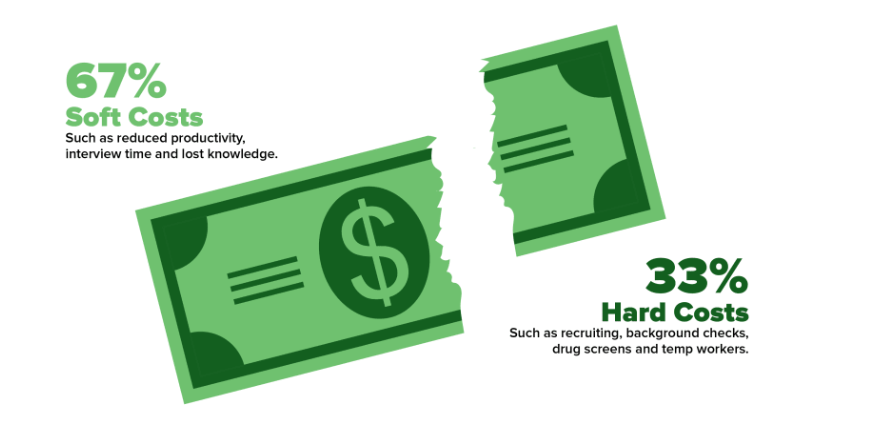 67%
Soft Costs
Such as reduced productivity,
interview time and lost knowledge.
$
33%
Hard Costs
Such as recruiting, background checks,
drug screens and temp workers.